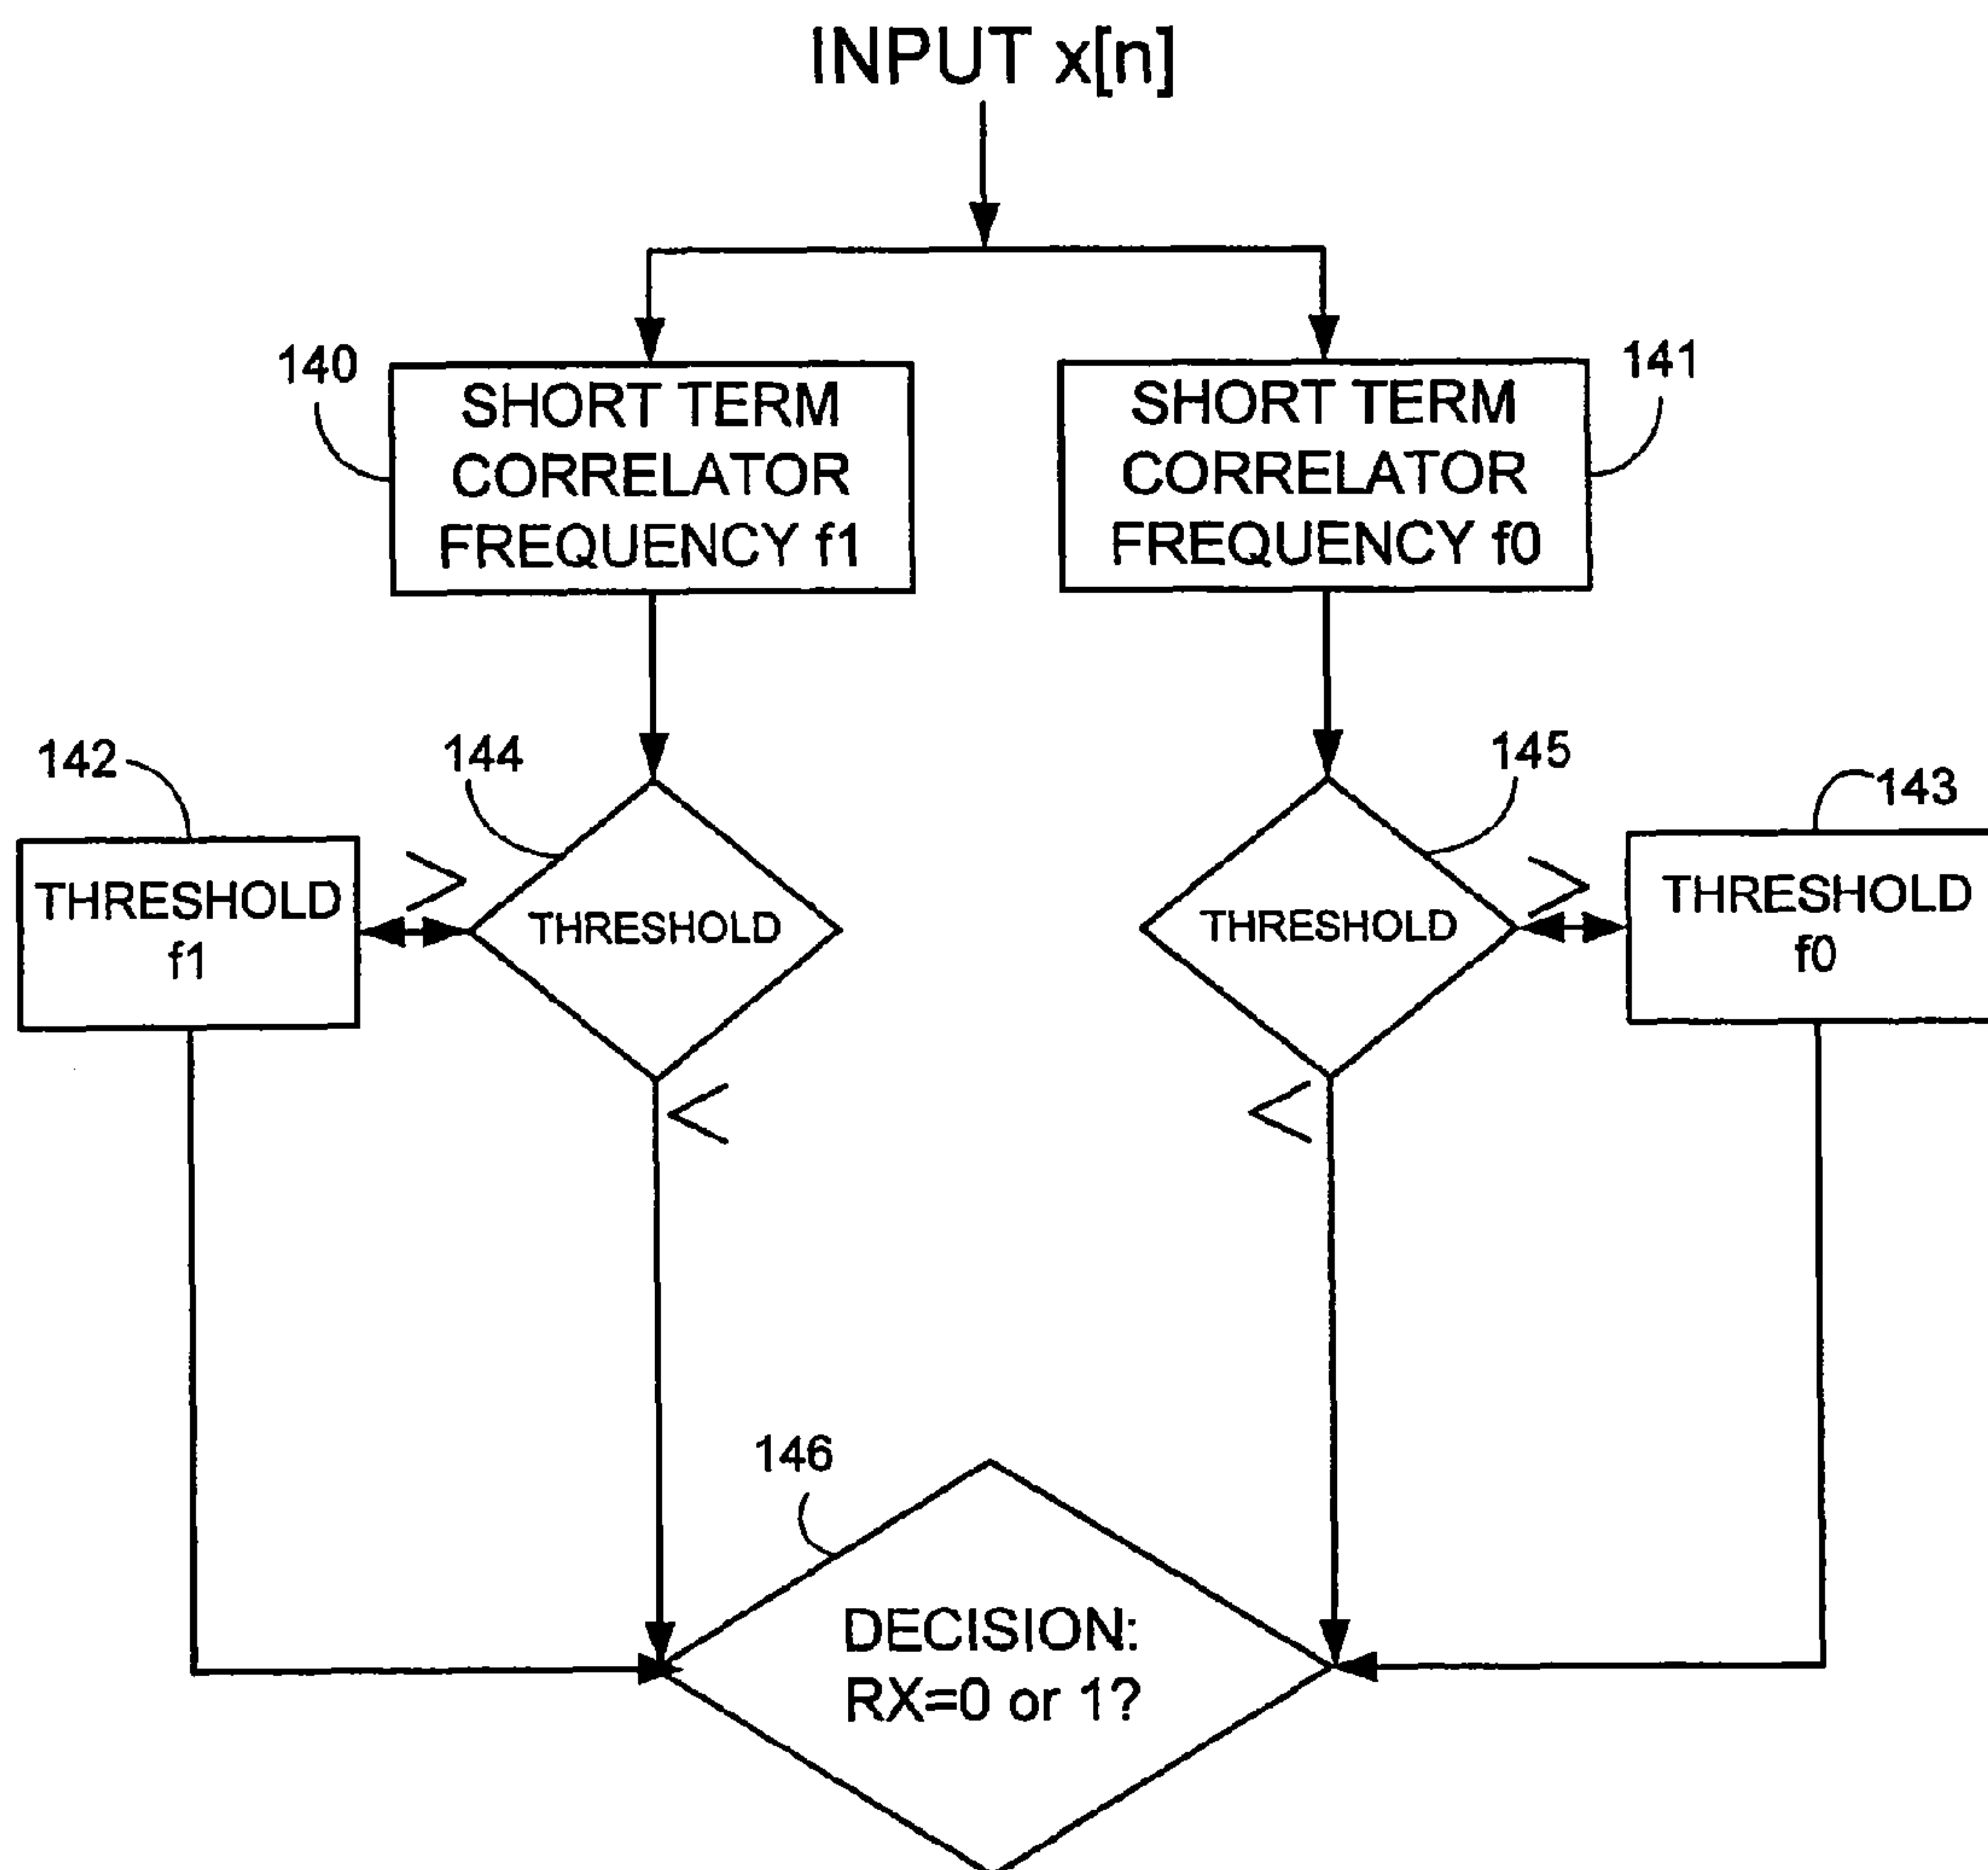 INPUT x[n]
140
SHORT TERM
CORRELATOR
FREQUENCY f1
141
SHORT TERM
CORRELATOR
FREQUENCY f0
142
THRESHOLD
f1
>
144
THRESHOLD
<
145
THRESHOLD
>
<
143
THRESHOLD
f0
146
DECISION:
RX=0 or 1?